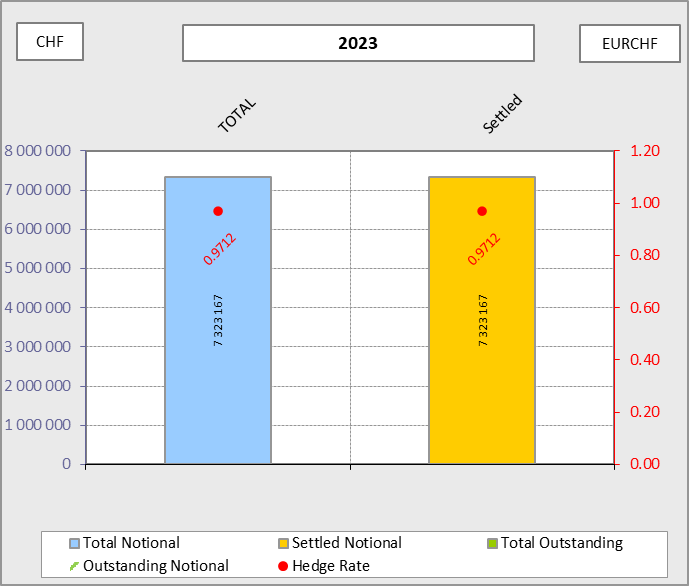 CHF
2023
EURCHF
TOTAL
Settled
8 000 000
7 000 000
6 000 000
5 000 000
4 000 000
3 000 000
2 000 000
1 000 000
0
0.9712
7 323 167
0.9712
7 323 167
1.20
1.00
0.80
0.60
0.40
0.20
0.00
Total Notional
Settled Notional
Total Outstanding
Outstanding Notional
Hedge Rate